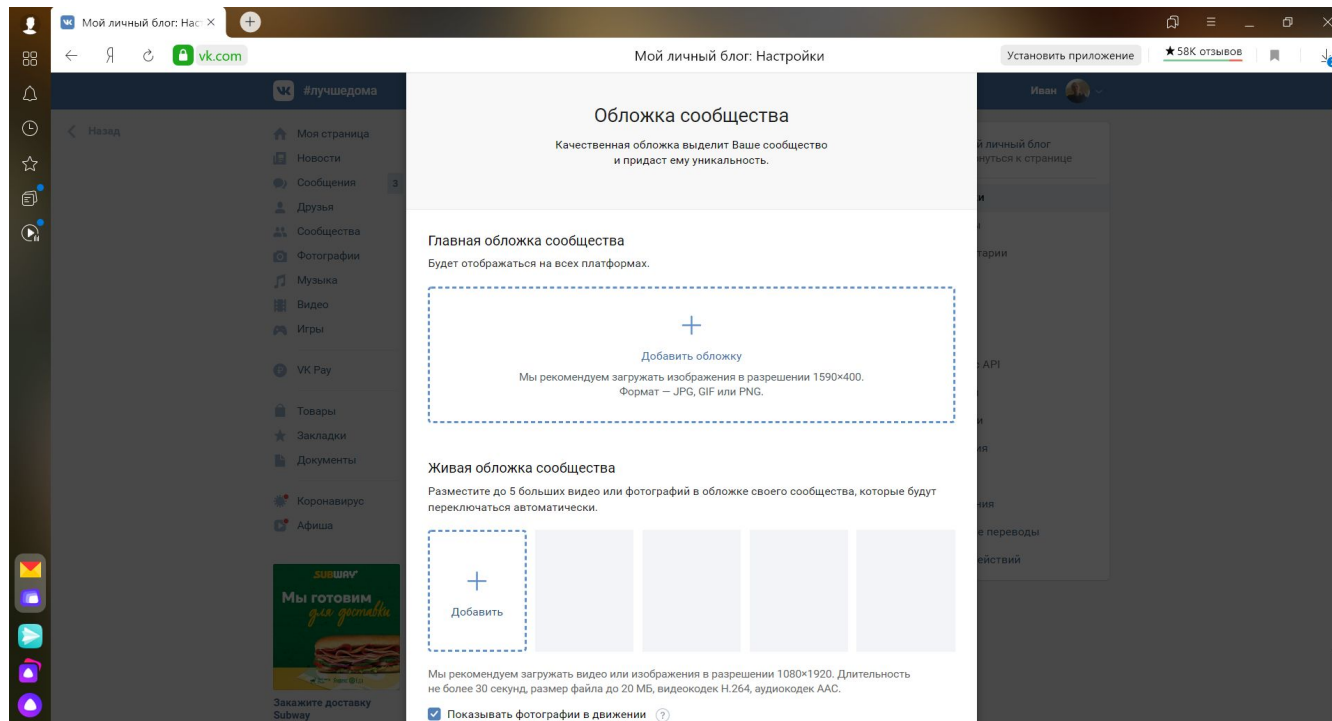 Мой личный блог: Нас
vk.com
Мой личный блог: Настройки
Установить приложение
★58K отзывов
#лучшедома
Иван
Назад
Моя страница
Новости
Сообщения 3
Друзья
Сообщества
Фотографии
Музыка
Видео
Игры
VK Pay
Товары
Закладки
Документы
Коронавирус
Афиша
SUBWAY
Мы готовим
для доставки
Закажите доставку
Subway
Обложка сообщества
Качественная обложка выделит Ваше сообщество
и придаст ему уникальность.
Главная обложка сообщества
Будет отображаться на всех платформах.
Добавить обложку
Мы рекомендуем загружать изображения в разрешении 1590×400.
Формат — JPG, GIF или PNG.
Живая обложка сообщества
Разместите до 5 больших видео или фотографий в обложке своего сообщества, которые будут
переключаться автоматически.
Добавить
Мы рекомендуем загружать видео или изображения в разрешении 1080×1920. Длительность
не более 30 секунд, размер файла до 20 МБ, видеокодек H.264, аудиокодек AAC.
Показывать фотографии в движении ?
й личный блог
нуться к странице
и
тарии
API
и
ия
ния
е переводы
ействий